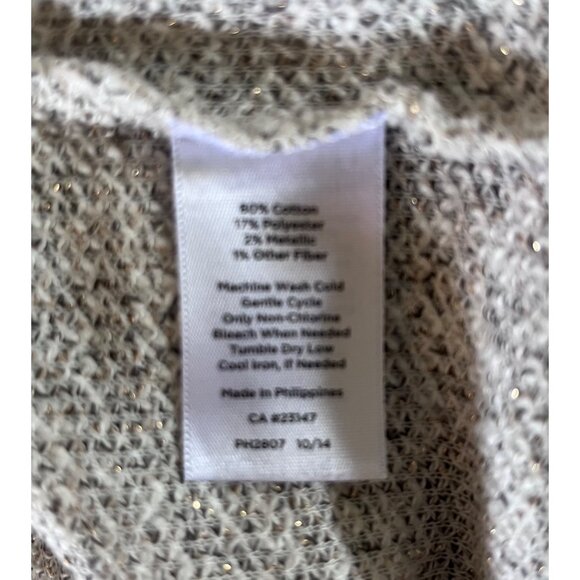 80% Cotton
17% Polyester
2% Metallic
1% Other Fiber
Machine Wash Cold
Gentle Cycle
Only Non-Chlorine
Bleach When Needed
Tumble Dry Low
Cool Iron, If Needed
Made in Philippines
CA #23147
PH2807 10/14